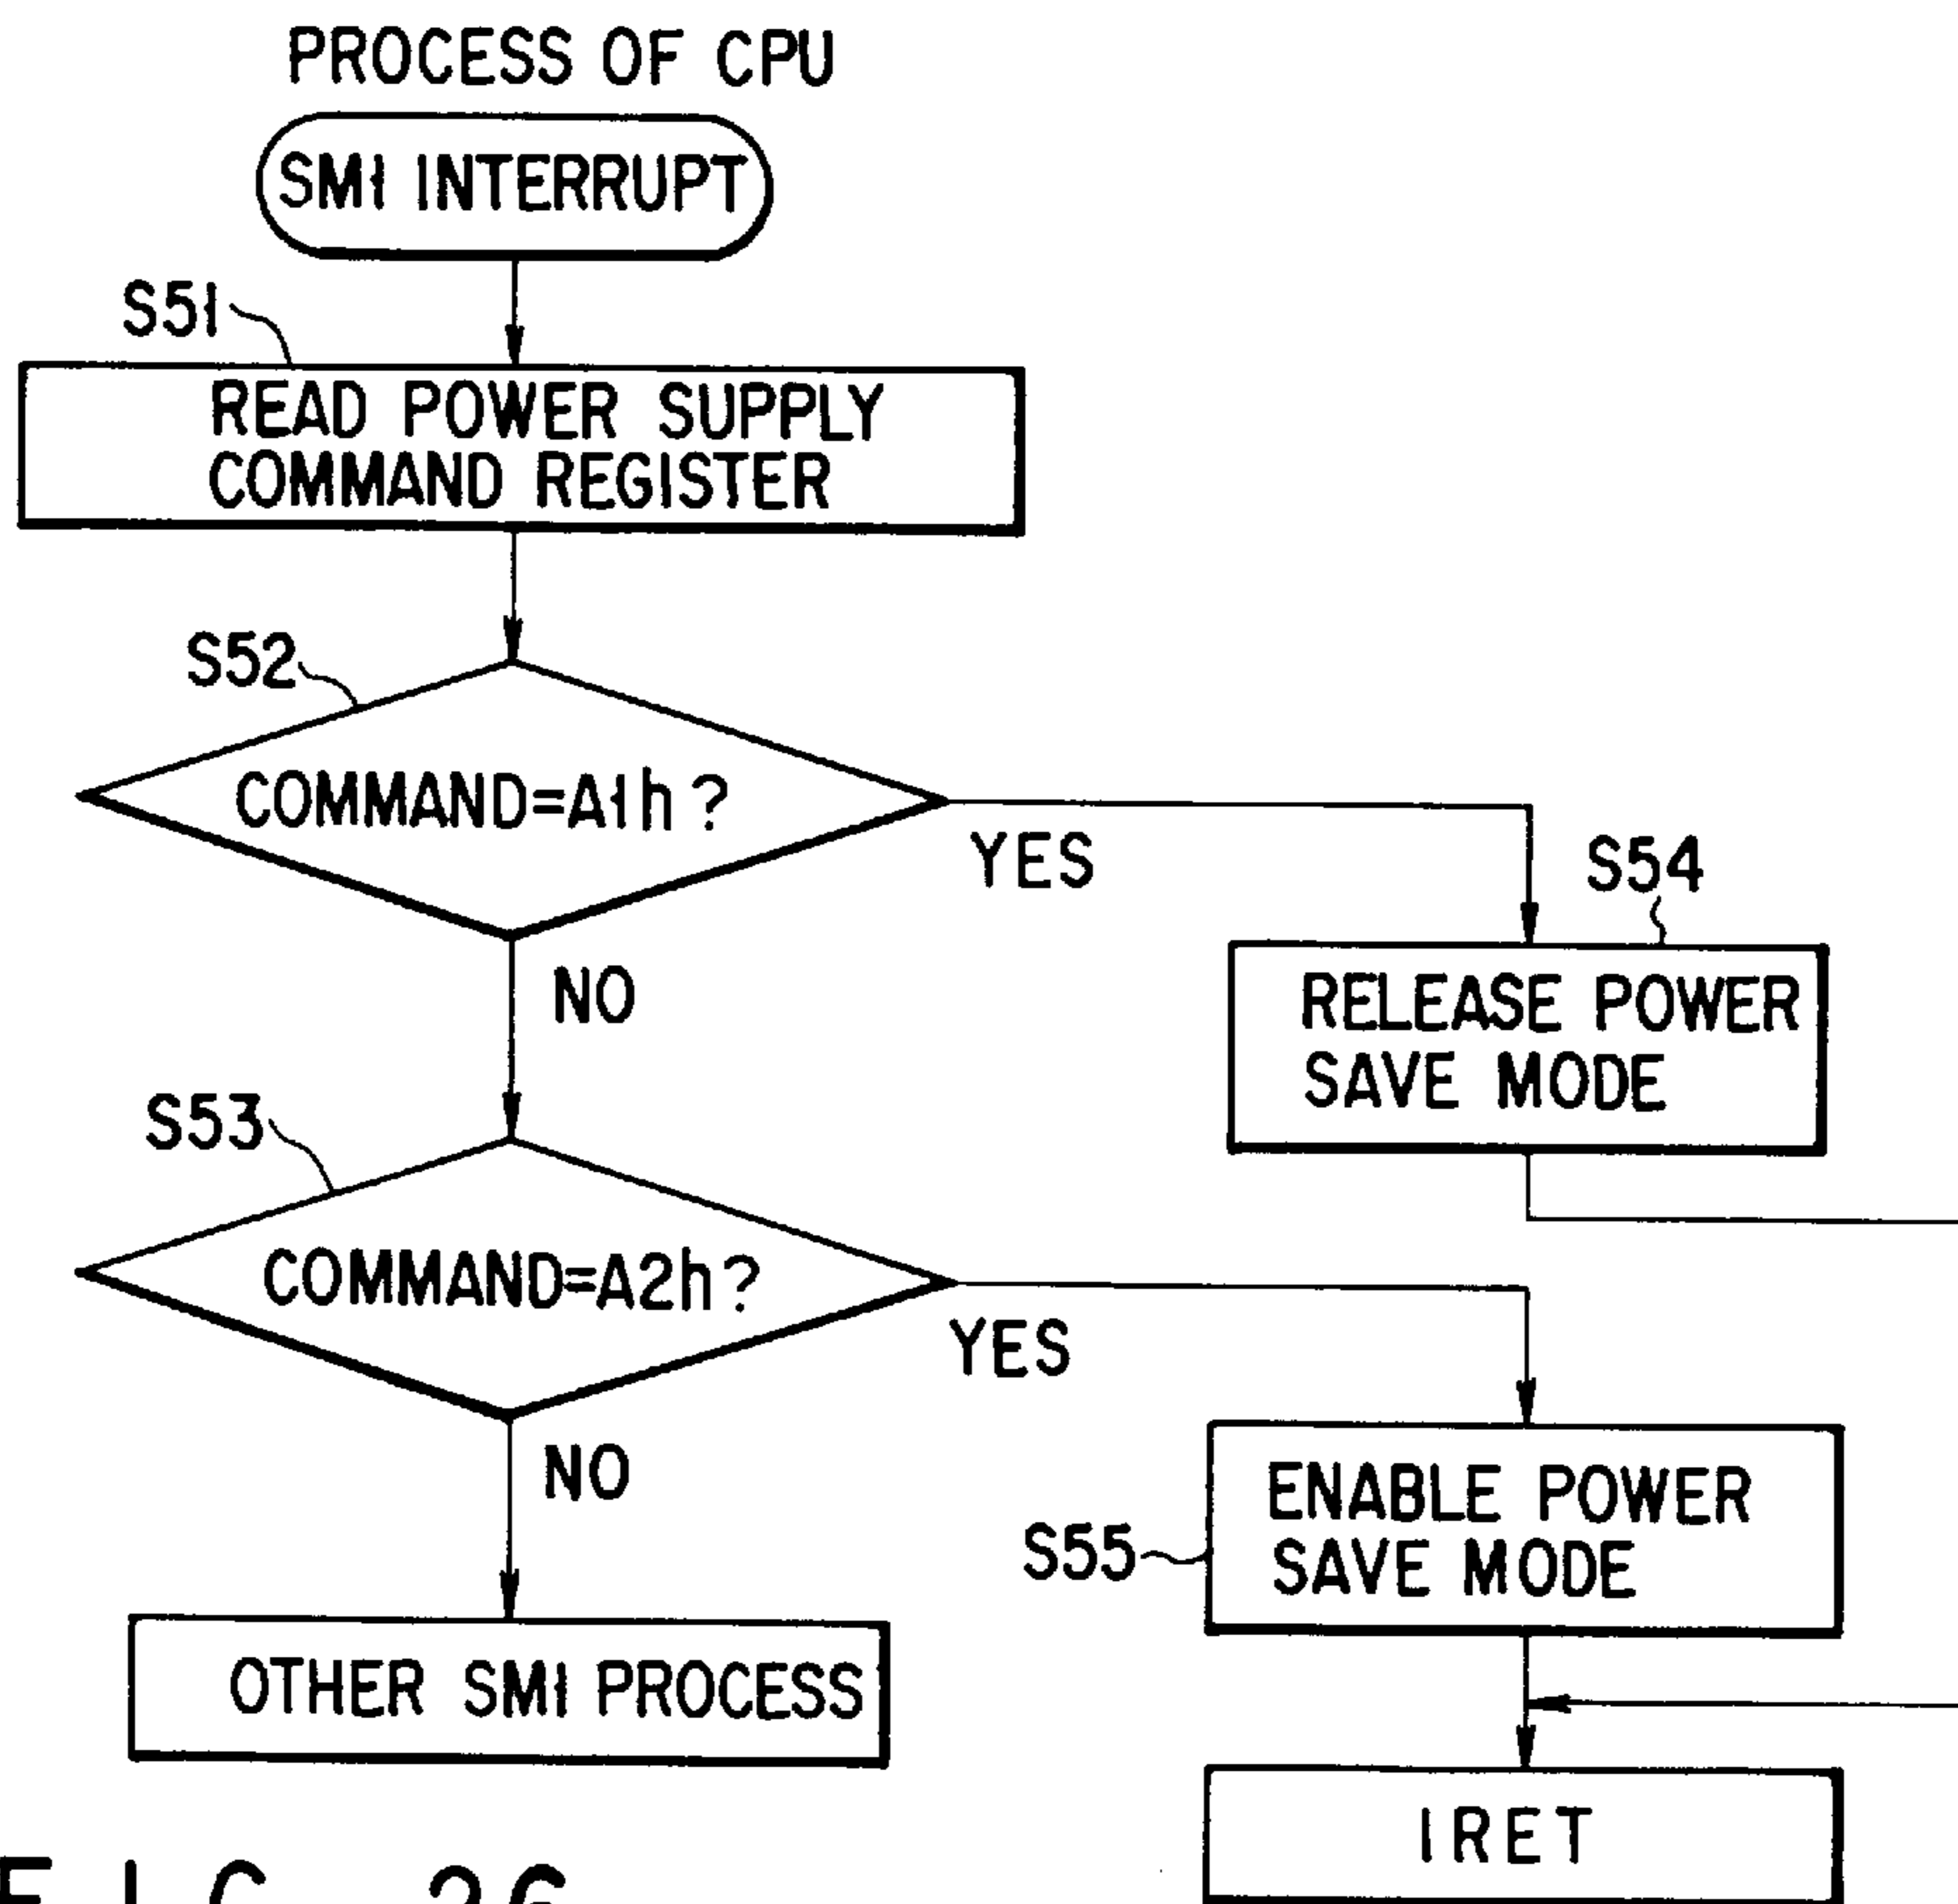 PROCESS OF CPU
SMI INTERRUPT
S51
READ POWER SUPPLY
COMMAND REGISTER
S52
COMMAND=A1h?
YES
S54
NO
RELEASE POWER
SAVE MODE
S53
COMMAND=A2h?
YES
NO
ENABLE POWER
SAVE MODE
S55
OTHER SMI PROCESS
IRET